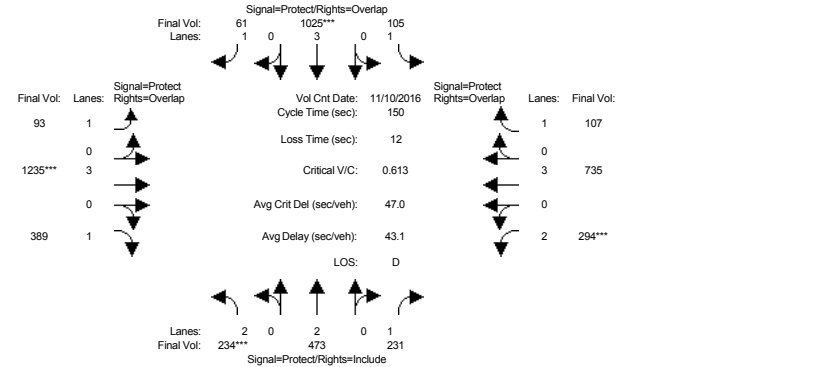 Signal=Protect/Rights=Overlap
Final Vol: 61 1025*** 105
Lanes: 1 0 3 0 1
Signal=Protect Signal=Protect
Final Vol: Lanes: Rights=Overlap Vol Cnt Date: 11/10/2016 Rights=Overlap Lanes: Final Vol:
Cycle Time (sec): 150
93 1 1 107
Loss Time (sec): 12
0 0
1235*** 3 Critical V/C: 0.613 3 735
0 Avg Crit Del (sec/veh): 47.0 0
389 1 Avg Delay (sec/veh): 43.1 2 294***
LOS: D
Lanes: 2 0 2 0 1
Final Vol: 234*** 473 231
Signal=Protect/Rights=Include